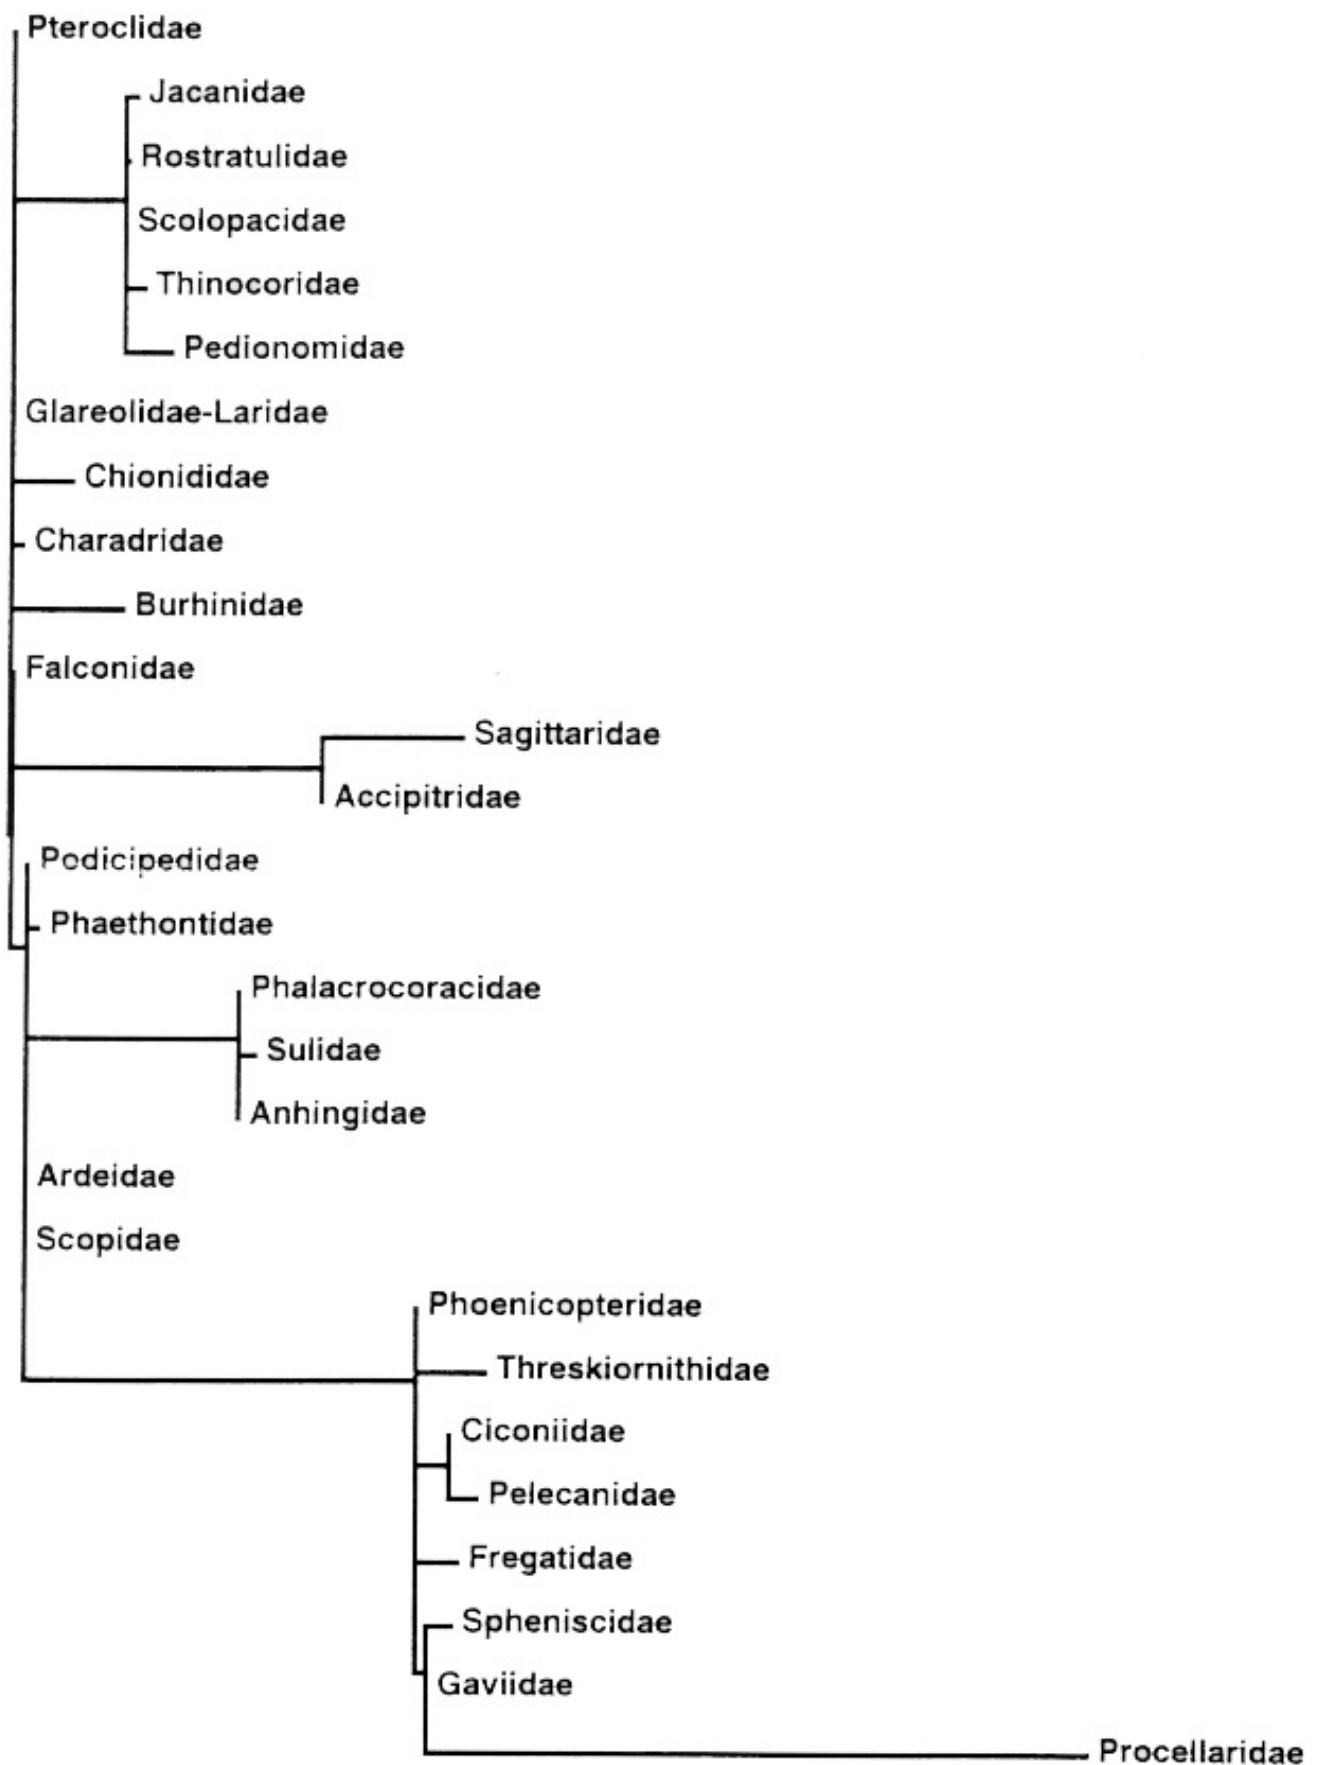 Pteroclidae
Jacanidae
Rostratulidae
Scolopacidae
Thinocoridae
Pedionomidae
Glareolidae-Laridae
Chionididae
Charadridae
Burhinidae
Falconidae
Sagittaridae
Accipitridae
Podicipedidae
Phaethontidae
Phalacrocoracidae
Sulidae
Anhingidae
Ardeidae
Scopidae
Phoenicopteridae
Threskiornithidae
Ciconiidae
Pelecanidae
Fregatidae
Spheniscidae
Gaviidae
Procellaridae